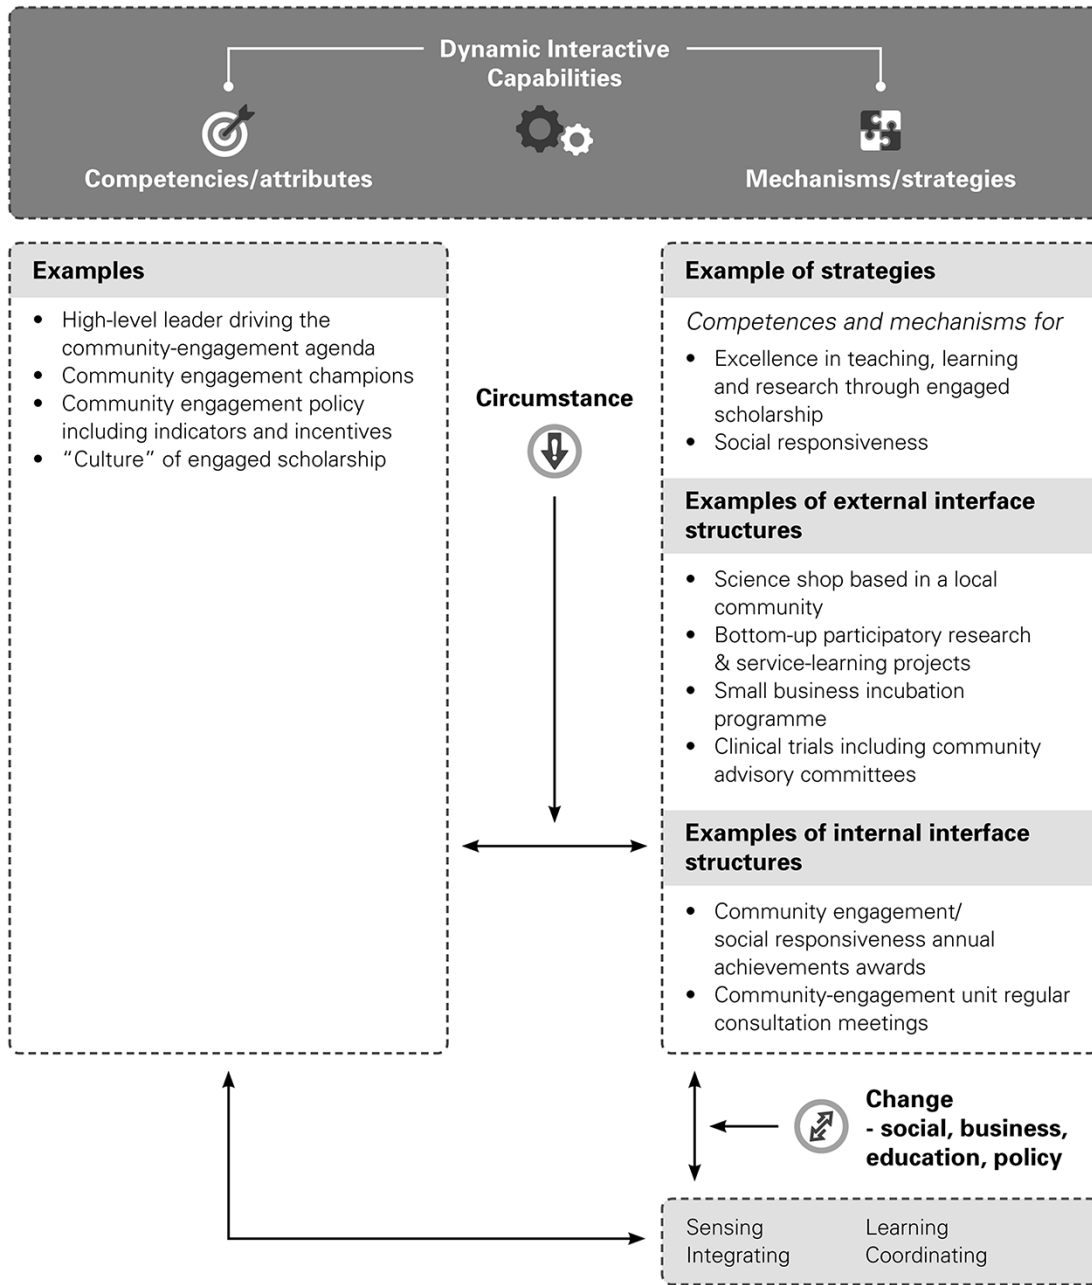 Dynamic Interactive
Capabilities
Competencies/attributes
Mechanisms/strategies
Examples
• High-level leader driving the
community-engagement agenda
• Community engagement champions
• Community engagement policy
including indicators and incentives
• “Culture” of engaged scholarship
Circumstance
Example of strategies
Competences and mechanisms for
• Excellence in teaching, learning
and research through engaged
scholarship
• Social responsiveness
Examples of external interface
structures
• Science shop based in a local
community
• Bottom-up participatory research
& service-learning projects
• Small business incubation
programme
• Clinical trials including community
advisory committees
Examples of internal interface
structures
• Community engagement/
social responsiveness annual
achievements awards
• Community-engagement unit regular
consultation meetings
Change
- social, business,
education, policy
Sensing Learning
Integrating Coordinating